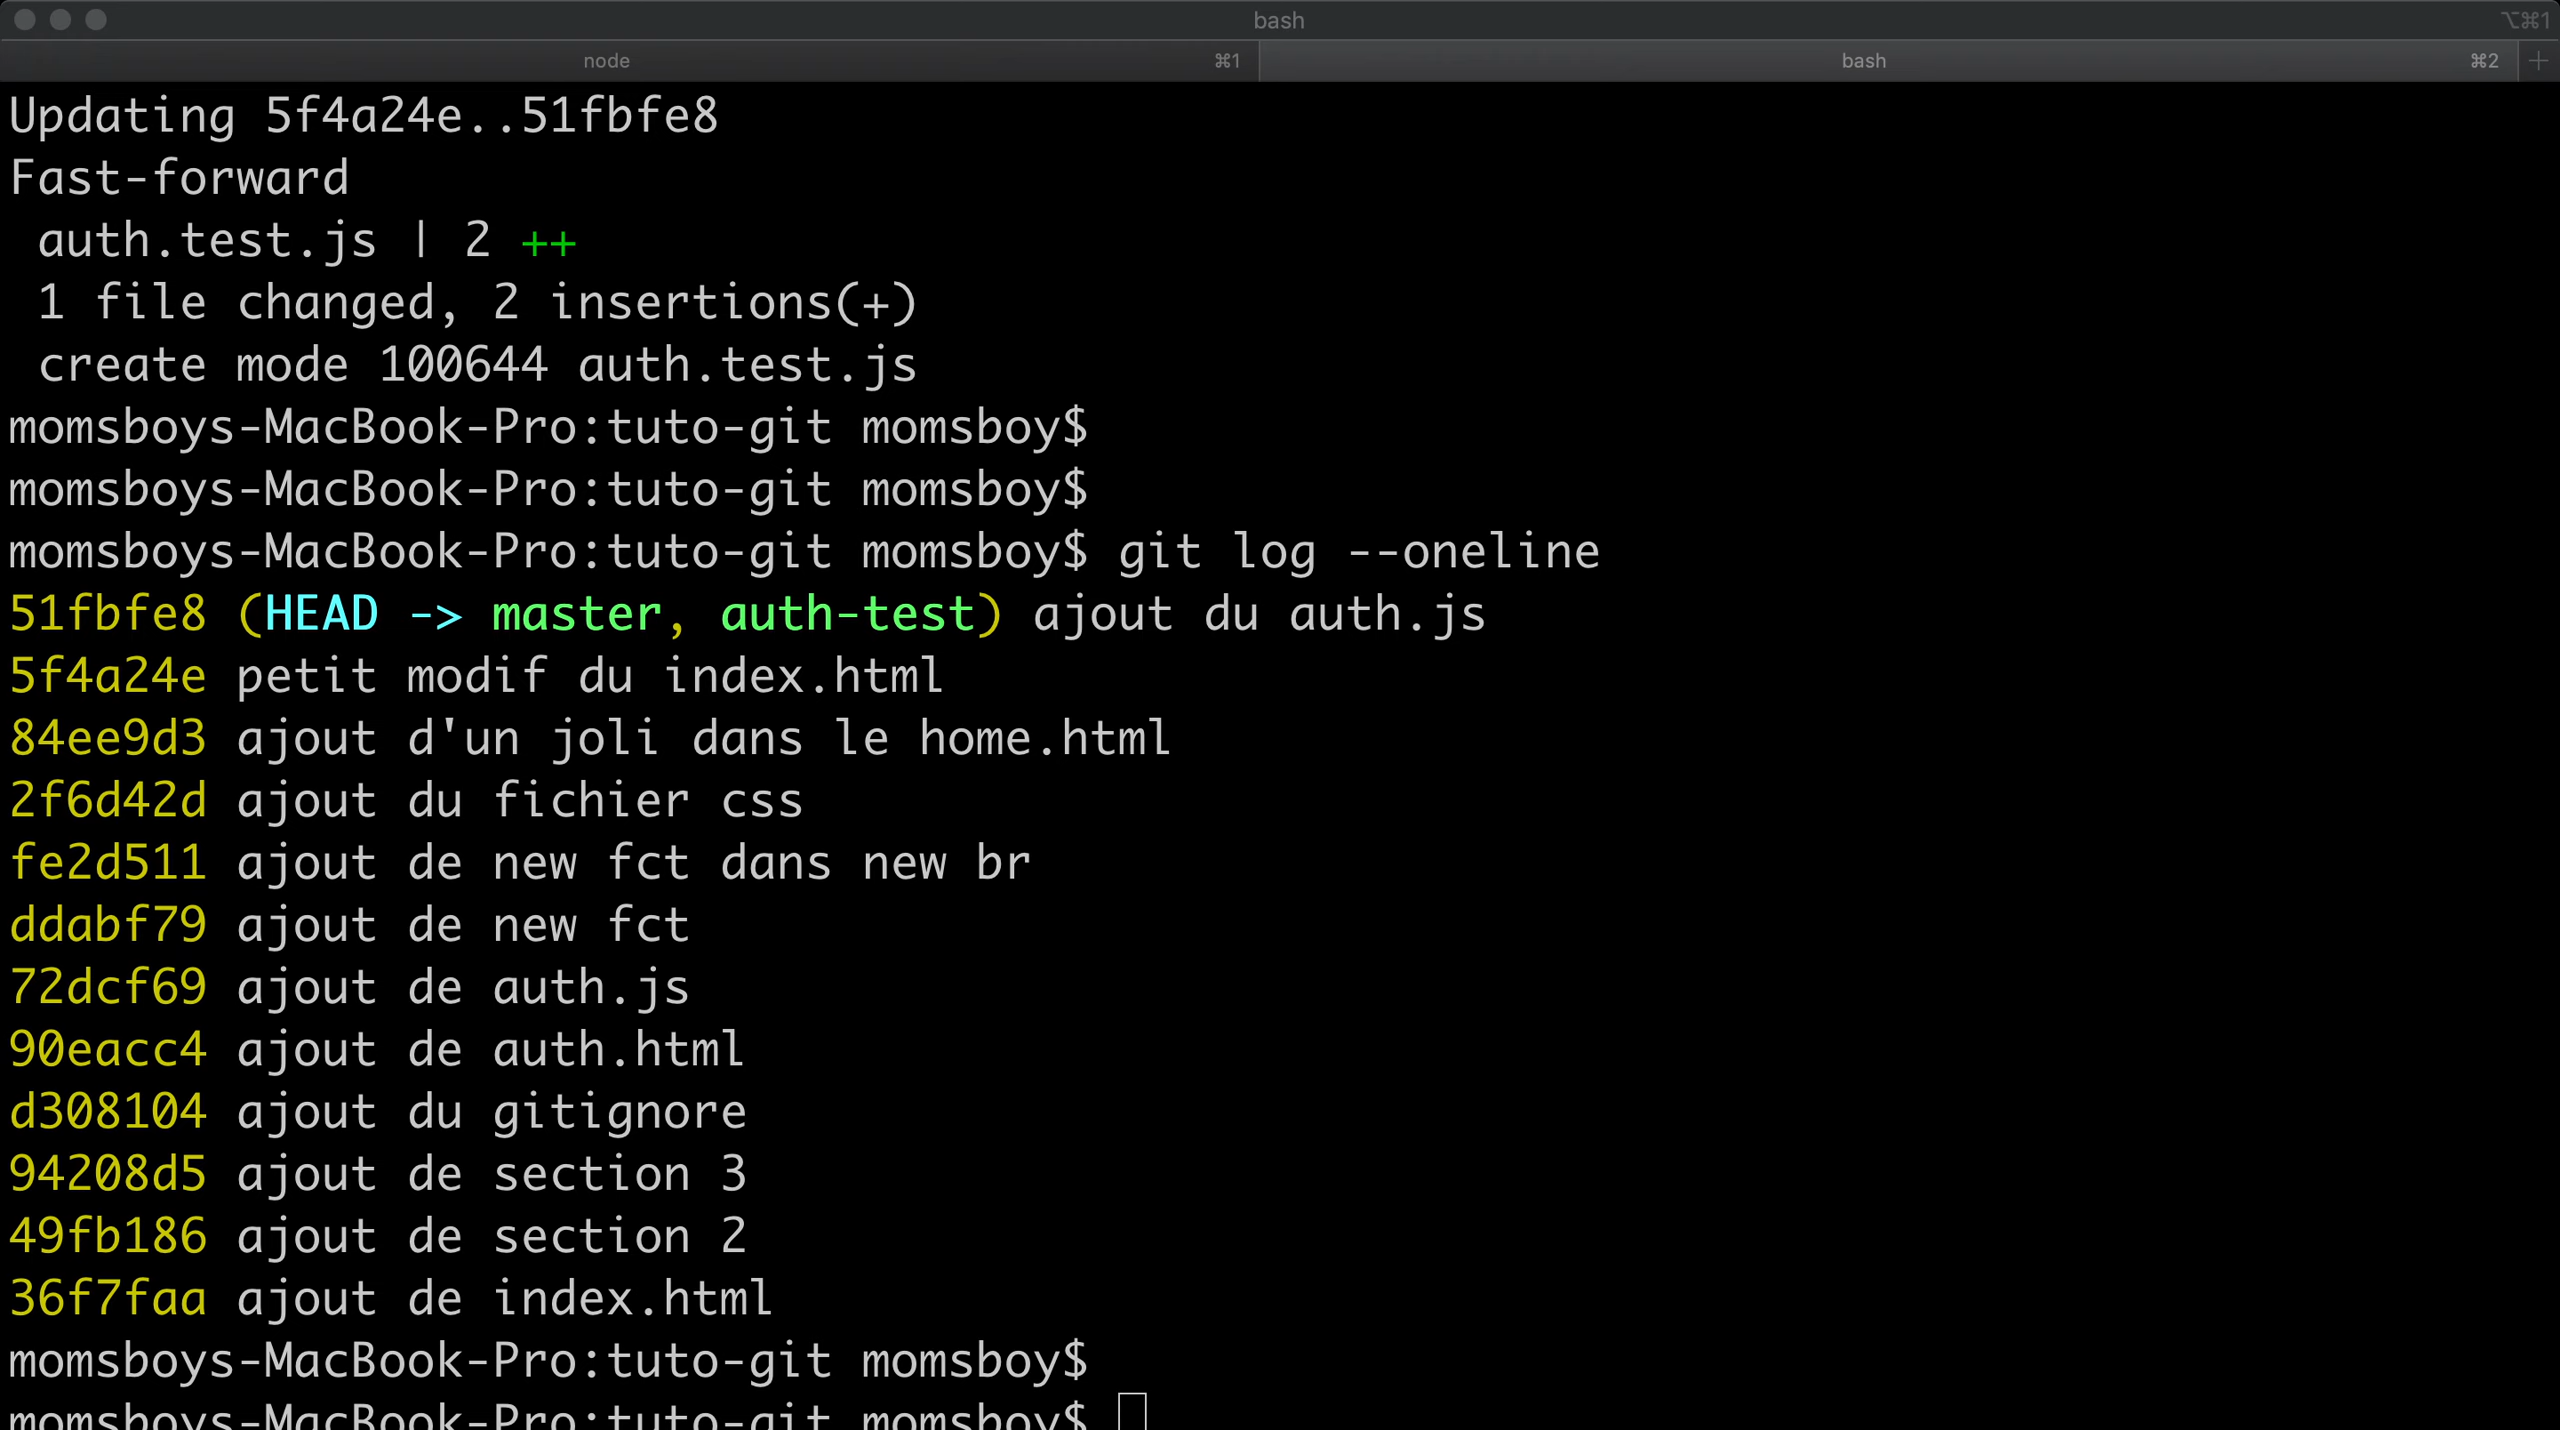 bash ⌥⌘1
node ⌘1 bash ⌘2 +
Updating 5f4a24e..51fbfe8
Fast-forward
 auth.test.js | 2 ++
 1 file changed, 2 insertions(+)
 create mode 100644 auth.test.js
momsboys-MacBook-Pro:tuto-git momsboy$
momsboys-MacBook-Pro:tuto-git momsboy$
momsboys-MacBook-Pro:tuto-git momsboy$ git log --oneline
51fbfe8 (HEAD -> master, auth-test) ajout du auth.js
5f4a24e petit modif du index.html
84ee9d3 ajout d'un joli dans le home.html
2f6d42d ajout du fichier css
fe2d511 ajout de new fct dans new br
ddabf79 ajout de new fct
72dcf69 ajout de auth.js
90eacc4 ajout de auth.html
d308104 ajout du gitignore
94208d5 ajout de section 3
49fb186 ajout de section 2
36f7faa ajout de index.html
momsboys-MacBook-Pro:tuto-git momsboy$
momsboys-MacBook-Pro:tuto-git momsboy$